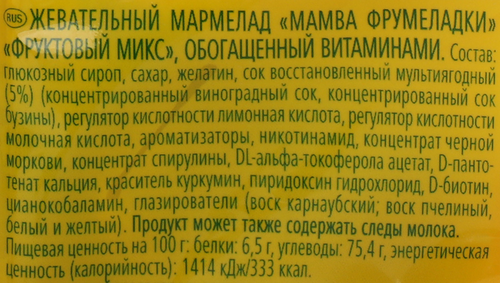 RUS ЖЕВАТЕЛЬНЫЙ МАРМЕЛАД «МАМВА ФРУМЕЛАДКИ»
«ФРУКТОВЫЙ МИКС», ОБОГАЩЕННЫЙ ВИТАМИНАМИ. Состав:
глюкозный сироп, сахар, желатин, сок восстановленный мультиягодный
(5%) (концентрированный виноградный сок, концентрированный сок
бузины), регулятор кислотности лимонная кислота, регулятор кислотности
молочная кислота, ароматизаторы, никотинамид, концентрат черной
моркови, концентрат спирулины, DL-альфа-токоферола ацетат, D-панто-
тенат кальция, краситель куркумин, пиридоксин гидрохлорид, D-биотин,
цианокобаламин, глазирователи (воск карнаубский; воск пчелиный,
белый и желтый). Продукт может также содержать следы молока.
Пищевая ценность на 100 г: белки: 6,5 г, углеводы: 75,4 г, энергетическая
ценность (калорийность): 1414 кДж/333 ккал.